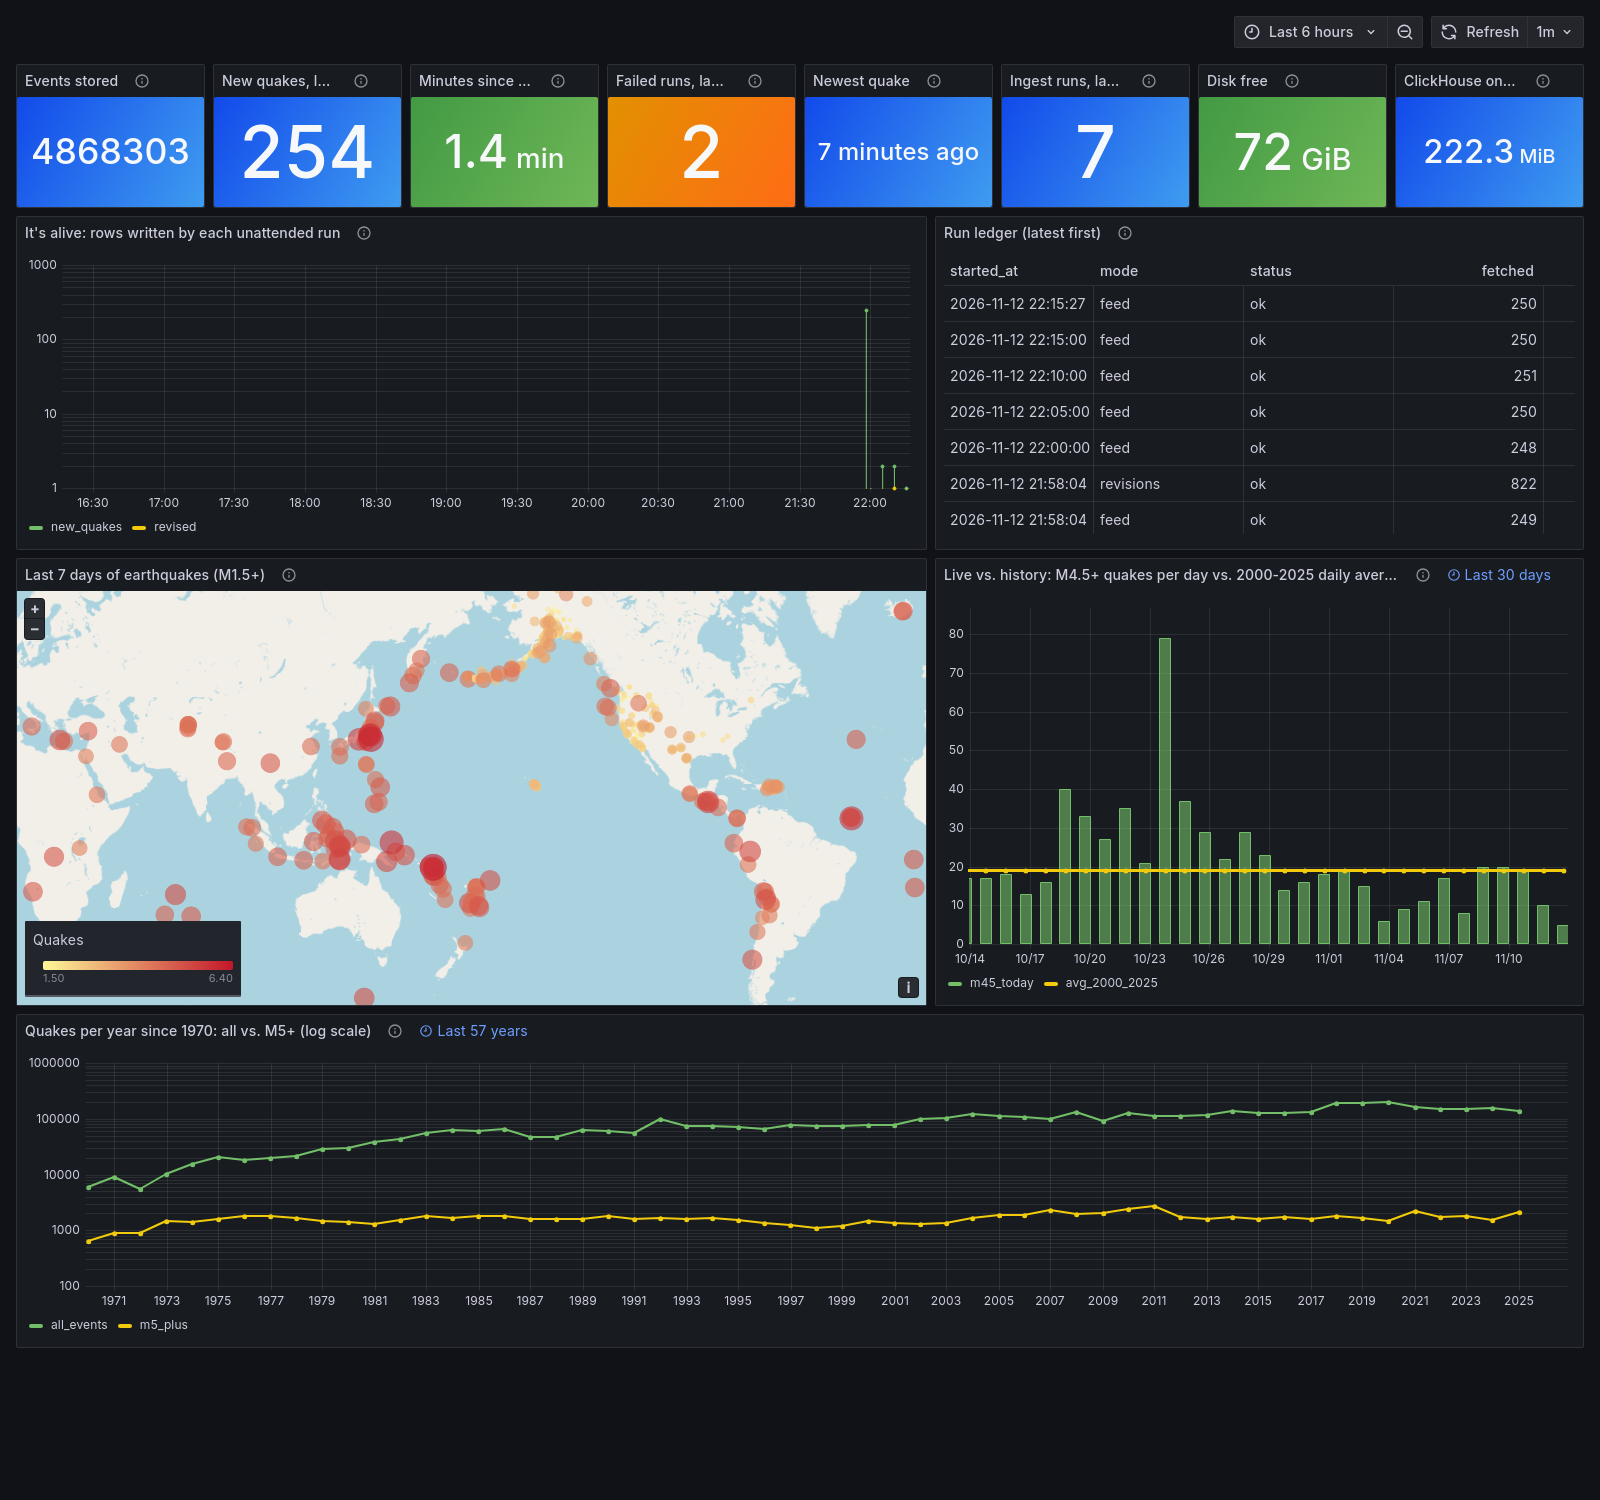 Last 6 hours
Refresh
1m
Events stored
New quakes, l...
Minutes since ...
Failed runs, la...
Newest quake
Ingest runs, la...
Disk free
ClickHouse on...
4868303
254
1.4 min
2
7 minutes ago
7
72 GiB
222.3 MiB
It's alive: rows written by each unattended run
1000
100
10
1
16:30 17:00 17:30 18:00 18:30 19:00 19:30 20:00 20:30 21:00 21:30 22:00
new_quakes revised
Run ledger (latest first)
started_at mode status fetched
2026-11-12 22:15:27 feed ok 250
2026-11-12 22:15:00 feed ok 250
2026-11-12 22:10:00 feed ok 251
2026-11-12 22:05:00 feed ok 250
2026-11-12 22:00:00 feed ok 248
2026-11-12 21:58:04 revisions ok 822
2026-11-12 21:58:04 feed ok 249
Last 7 days of earthquakes (M1.5+)
+
−
Quakes
1.50 6.40
i
Live vs. history: M4.5+ quakes per day vs. 2000-2025 daily aver...
Last 30 days
80
70
60
50
40
30
20
10
0
10/14 10/17 10/20 10/23 10/26 10/29 11/01 11/04 11/07 11/10
m45_today avg_2000_2025
Quakes per year since 1970: all vs. M5+ (log scale)
Last 57 years
1000000
100000
10000
1000
100
1971 1973 1975 1977 1979 1981 1983 1985 1987 1989 1991 1993 1995 1997 1999 2001 2003 2005 2007 2009 2011 2013 2015 2017 2019 2021 2023 2025
all_events m5_plus